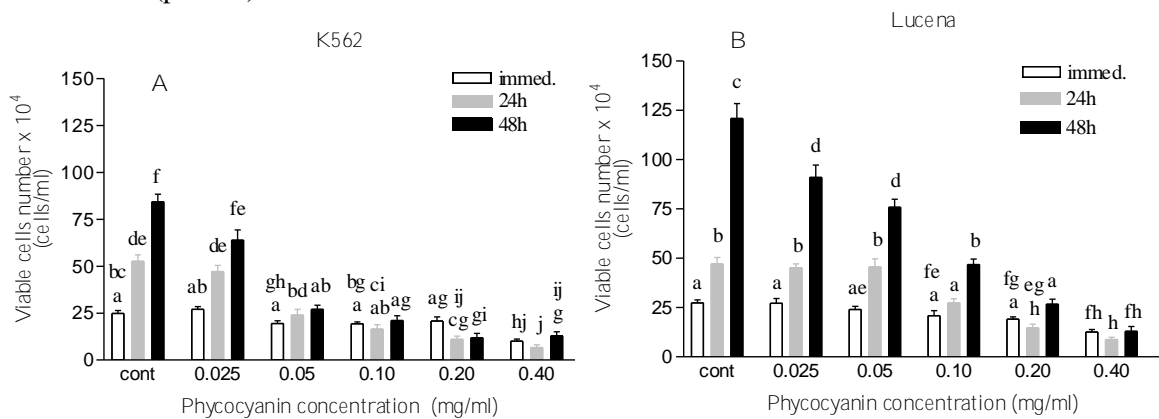 K562
A
immed.
24h
48h
Viable cells number x 10⁴
(cells/ml)
150
125
100
75
50
25
0
bc
a
de
f
ab
de
fe
gh
a
bd
ab
bg
a
ci
ab
ag
ag
ij
cg
gi
hj
j
ij
g
cont 0.025 0.05 0.10 0.20 0.40
Phycocyanin concentration (mg/ml)
Lucena
B
immed.
24h
48h
Viable cells number x 10⁴
(cells/ml)
150
125
100
75
50
25
0
a
b
c
a
b
d
ae
b
d
fe
a
a
b
fg
a
eg
h
a
fh
h
fh
cont 0.025 0.05 0.10 0.20 0.40
Phycocyanin concentration (mg/ml)